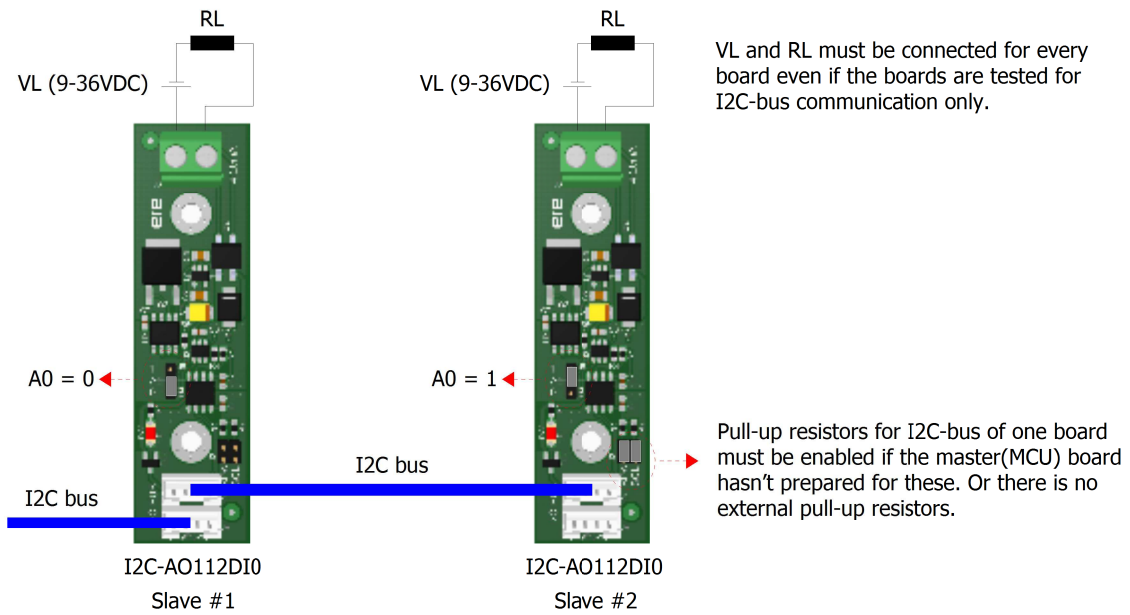 RL
RL
VL (9-36VDC)
VL (9-36VDC)
VL and RL must be connected for every
board even if the boards are tested for
I2C-bus communication only.
ere
ere
A0 = 0
A0 = 1
Pull-up resistors for I2C-bus of one board
must be enabled if the master(MCU) board
hasn't prepared for these. Or there is no
external pull-up resistors.
I2C bus
I2C bus
I2C-AO112DI0
Slave #1
I2C-AO112DI0
Slave #2